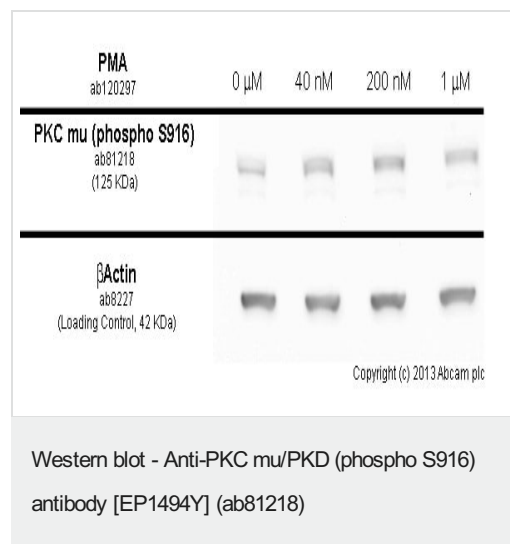 PMA
ab120297
0 µM 40 nM 200 nM 1 µM
PKC mu (phospho S916)
ab81218
(125 KDa)
βActin
ab8227
(Loading Control, 42 KDa)
Copyright (c) 2013 Abcam plc
Western blot - Anti-PKC mu/PKD (phospho S916)
antibody [EP1494Y] (ab81218)